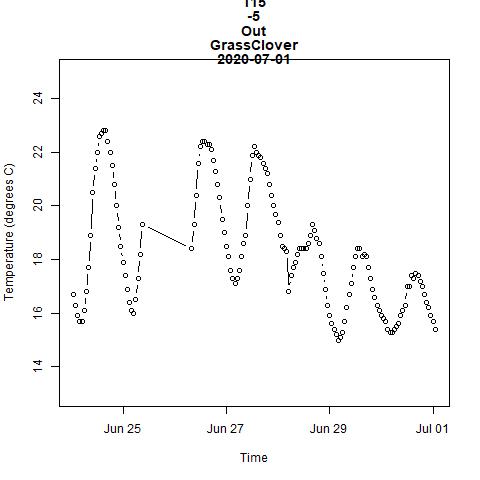 T15
-5
Out
GrassClover
2020-07-01
Temperature (degrees C)
24
22
20
18
16
14
Jun 25
Jun 27
Jun 29
Jul 01
Time